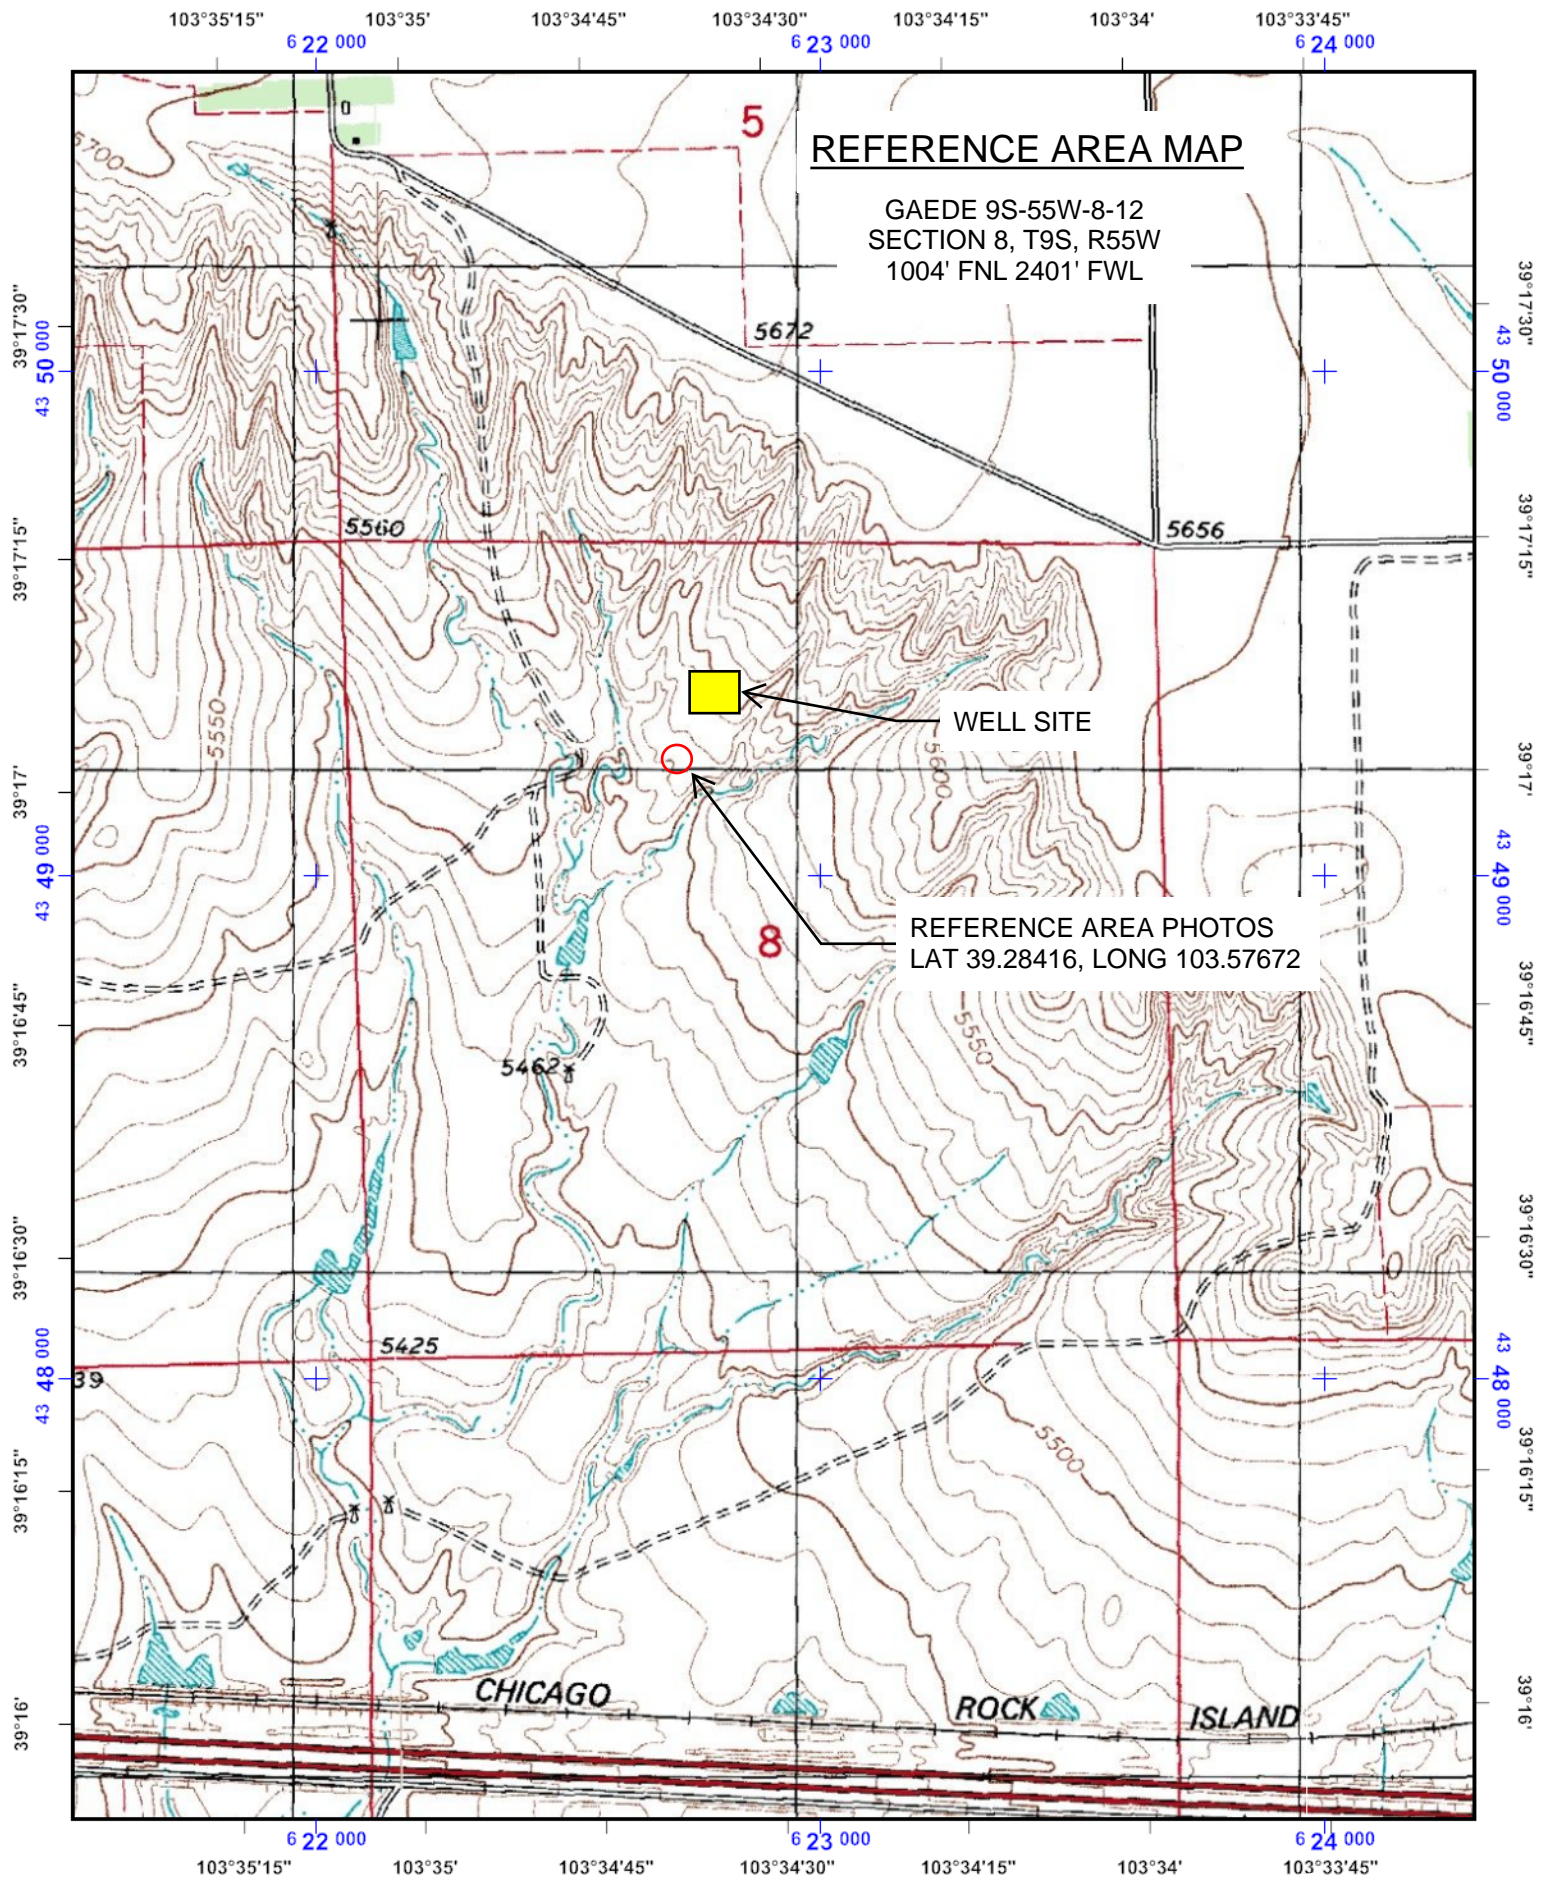 103°35'15" 103°35' 103°34'45" 103°34'30" 103°34'15" 103°34' 103°33'45"
6 22 000 6 23 000 6 24 000
5
REFERENCE AREA MAP
GAEDE 9S-55W-8-12
SECTION 8, T9S, R55W
1004' FNL 2401' FWL
5700
39°17'30" 39°17'30"
43 50 000 43 50 000
5672
5560 5656
39°17'15" 39°17'15"
5550
WELL SITE
5600
39°17' 39°17'
43 49 000 43 49 000
8
REFERENCE AREA PHOTOS
LAT 39.28416, LONG 103.57672
39°16'45" 39°16'45"
5550
5462
39°16'30" 39°16'30"
5425
43 48 000 43 48 000
39
5500
39°16'15" 39°16'15"
CHICAGO ROCK ISLAND
39°16' 39°16'
6 22 000 6 23 000 6 24 000
103°35'15" 103°35' 103°34'45" 103°34'30" 103°34'15" 103°34' 103°33'45"